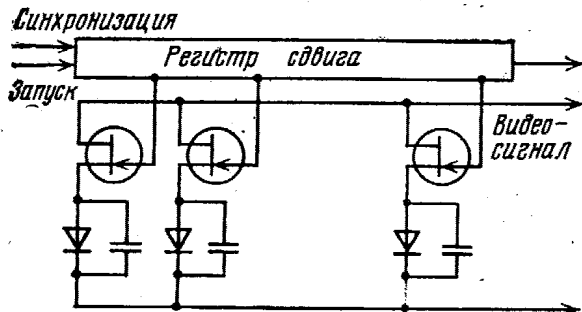 Синхронизация
Регистр сдвига
Запуск
Видео-
сигнал